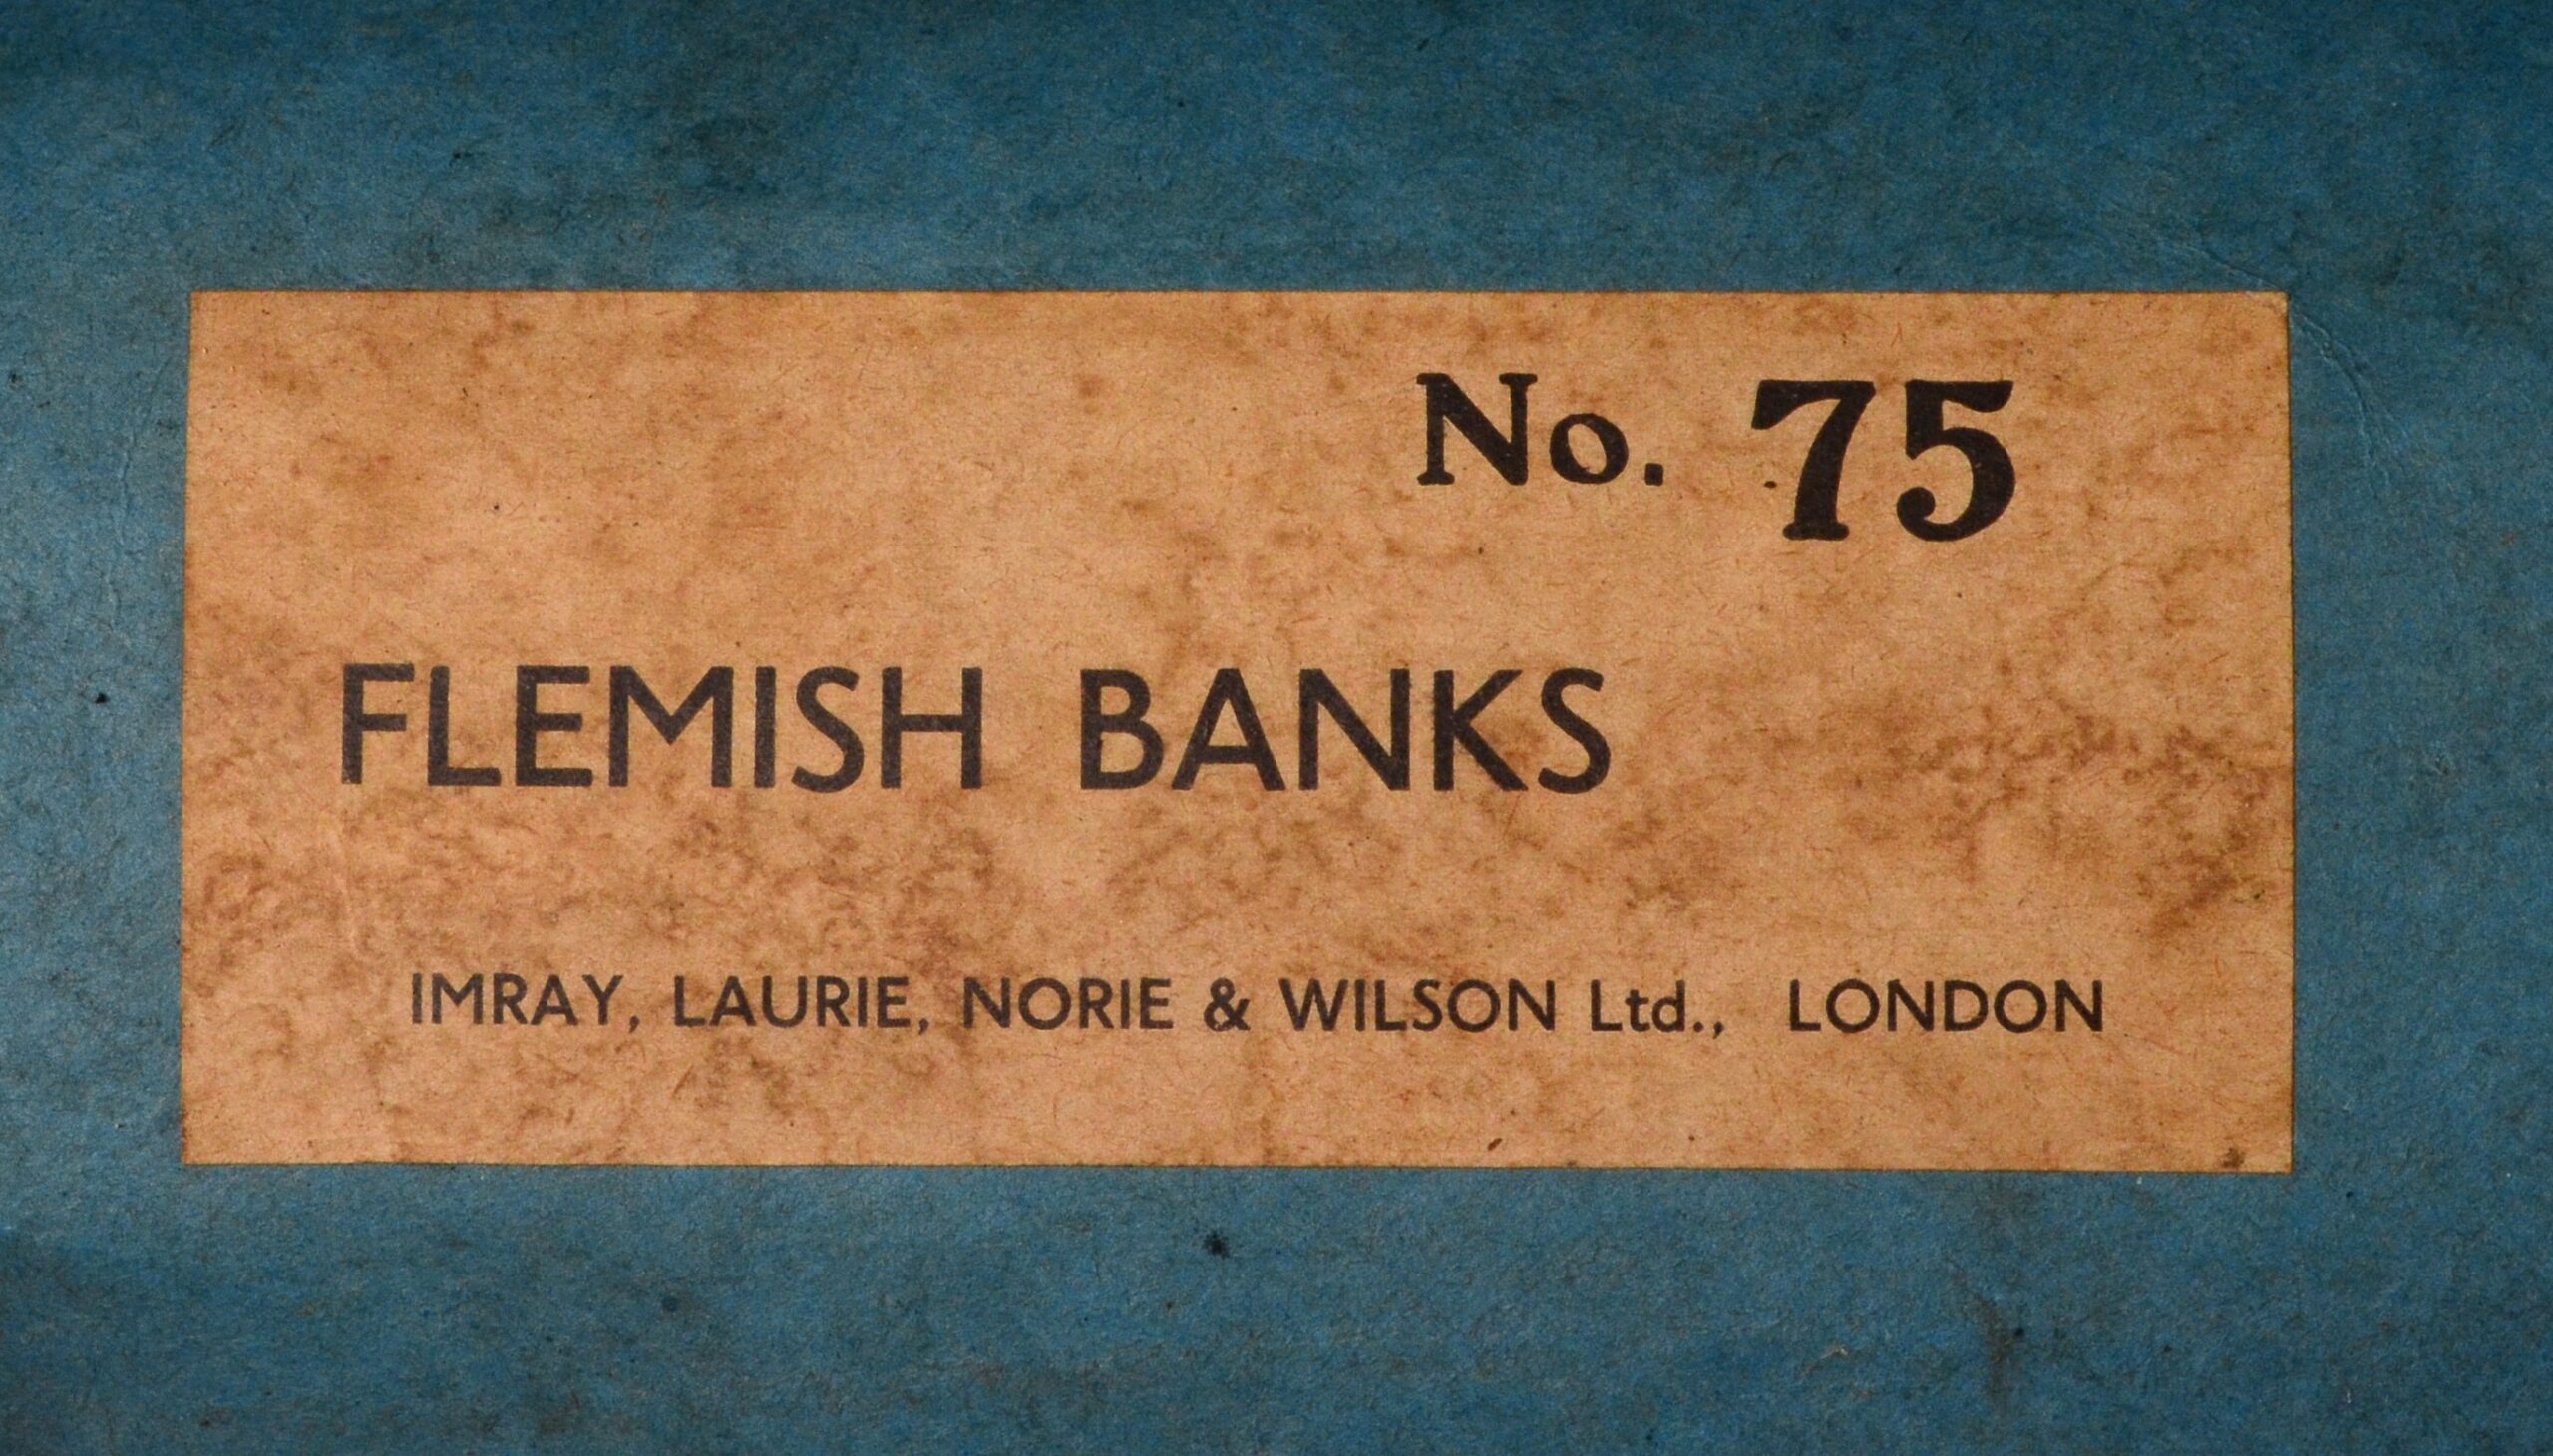 No. 75
FLEMISH BANKS
IMRAY, LAURIE, NORIE & WILSON Ltd., LONDON